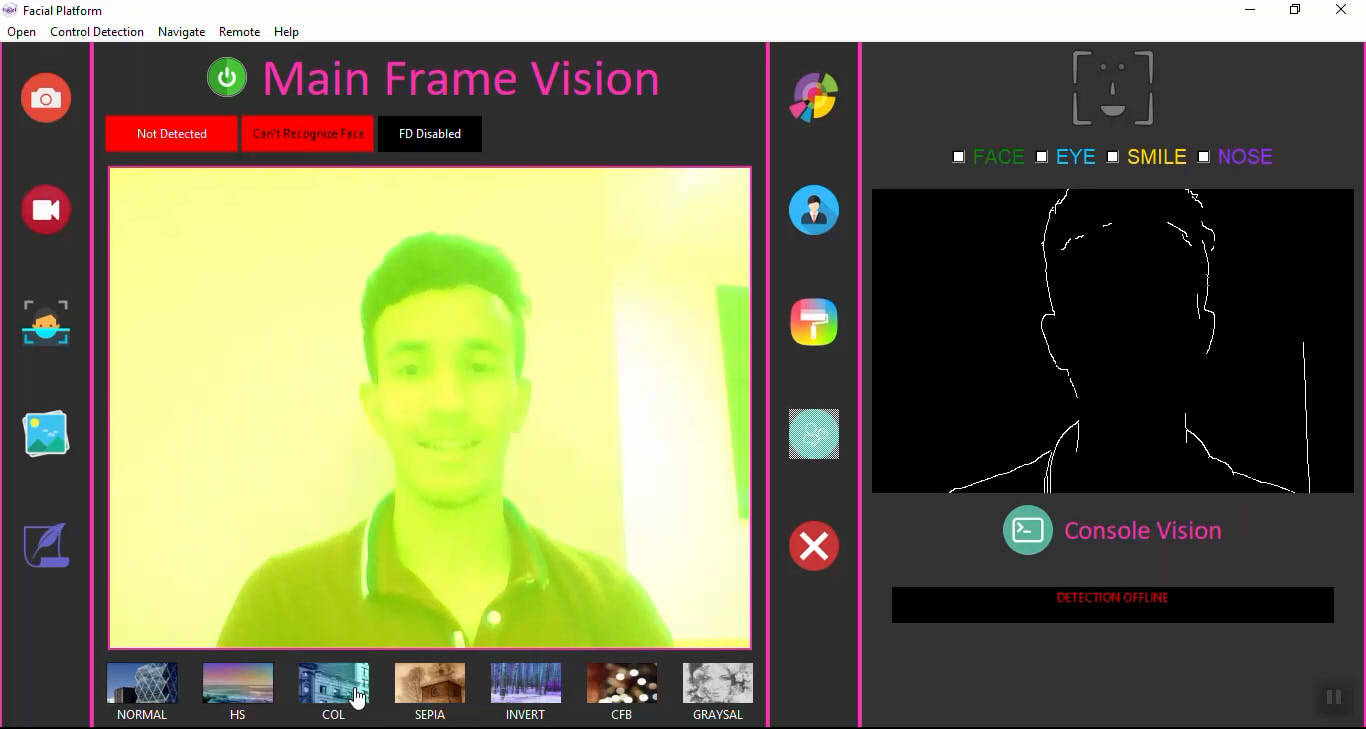 Facial Platform
Open Control Detection Navigate Remote Help
Main Frame Vision
Not Detected Can't Recognize Face FD Disabled
FACE EYE SMILE NOSE
Console Vision
DETECTION OFFLINE
NORMAL HS COL SEPIA INVERT CFB GRAYSAL